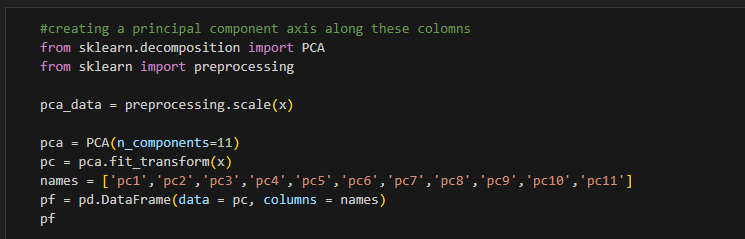 #creating a principal component axis along these colomns
from sklearn.decomposition import PCA
from sklearn import preprocessing
pca_data = preprocessing.scale(x)
pca = PCA(n_components=11)
pc = pca.fit_transform(x)
names = ['pc1','pc2','pc3','pc4','pc5','pc6','pc7','pc8','pc9','pc10','pc11']
pf = pd.DataFrame(data = pc, columns = names)
pf